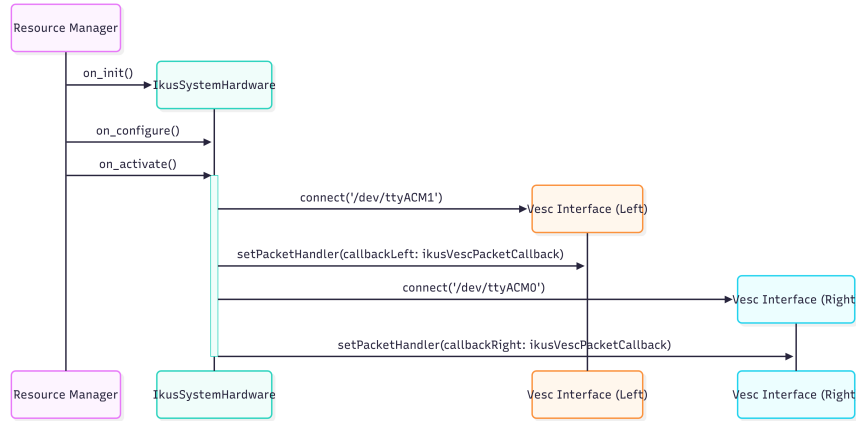 Resource Manager
on_init()
IkusSystemHardware
on_configure()
on_activate()
connect('/dev/ttyACM1')
Vesc Interface (Left)
setPacketHandler(callbackLeft: ikusVescPacketCallback)
connect('/dev/ttyACM0')
Vesc Interface (Right
setPacketHandler(callbackRight: ikusVescPacketCallback)
Resource Manager
IkusSystemHardware
Vesc Interface (Left)
Vesc Interface (Right